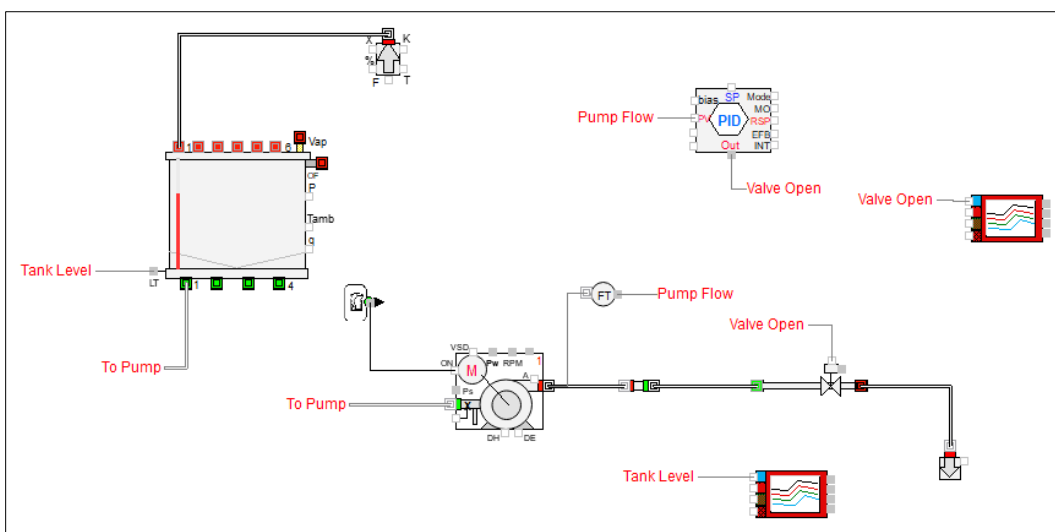 X K
%
F T
1 6 Vap
OF
P
Tamb
q
Tank Level
LT
1 4
To Pump
bias SP Mode
MO
Pump Flow PV PID RSP
EFB
Out INT
Valve Open
Valve Open
FT Pump Flow
Valve Open
VSD Pw RPM 1
ON M A
Ps
To Pump X
DH DE
Tank Level